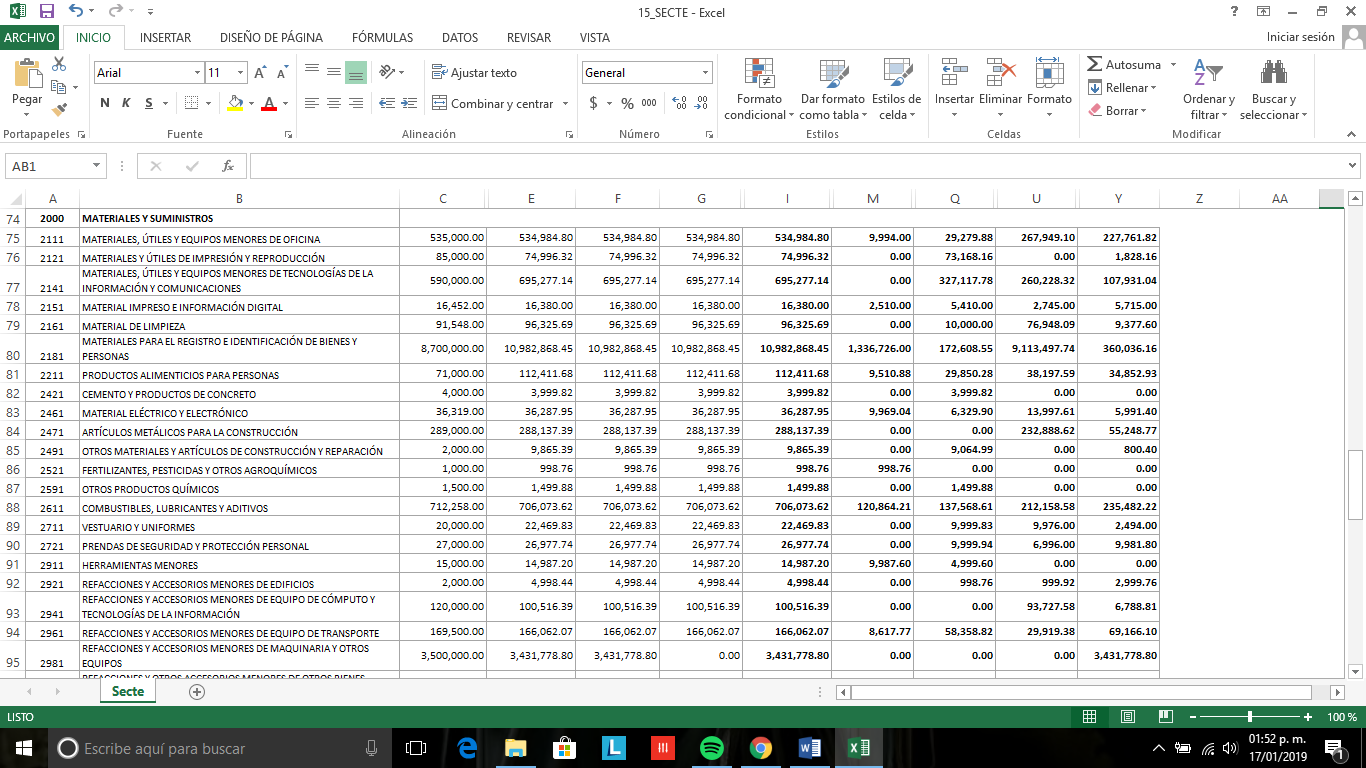 15_SECTE - Excel
ARCHIVO INICIO INSERTAR DISEÑO DE PÁGINA FÓRMULAS DATOS REVISAR VISTA Iniciar sesión
Pegar
Portapapeles
Arial 11
N K S
Fuente
Ajustar texto
Combinar y centrar
Alineación
General
$ % 000
Número
Formato condicional
Dar formato como tabla
Estilos de celda
Estilos
Insertar Eliminar Formato
Celdas
Autosuma
Rellenar
Borrar
Ordenar y filtrar
Buscar y seleccionar
Modificar
AB1 fx
A B C E F G I M Q U Y Z AA
74 2000 MATERIALES Y SUMINISTROS
75 2111 MATERIALES, ÚTILES Y EQUIPOS MENORES DE OFICINA 535,000.00 534,984.80 534,984.80 534,984.80 534,984.80 9,994.00 29,279.88 267,949.10 227,761.82
76 2121 MATERIALES Y ÚTILES DE IMPRESIÓN Y REPRODUCCIÓN 85,000.00 74,996.32 74,996.32 74,996.32 74,996.32 0.00 73,168.16 0.00 1,828.16
MATERIALES, ÚTILES Y EQUIPOS MENORES DE TECNOLOGÍAS DE LA
77 2141 INFORMACIÓN Y COMUNICACIONES 590,000.00 695,277.14 695,277.14 695,277.14 695,277.14 0.00 327,117.78 260,228.32 107,931.04
78 2151 MATERIAL IMPRESO E INFORMACIÓN DIGITAL 16,452.00 16,380.00 16,380.00 16,380.00 16,380.00 2,510.00 5,410.00 2,745.00 5,715.00
79 2161 MATERIAL DE LIMPIEZA 91,548.00 96,325.69 96,325.69 96,325.69 96,325.69 0.00 10,000.00 76,948.09 9,377.60
MATERIALES PARA EL REGISTRO E IDENTIFICACIÓN DE BIENES Y
80 2181 PERSONAS 8,700,000.00 10,982,868.45 10,982,868.45 10,982,868.45 10,982,868.45 1,336,726.00 172,608.55 9,113,497.74 360,036.16
81 2211 PRODUCTOS ALIMENTICIOS PARA PERSONAS 71,000.00 112,411.68 112,411.68 112,411.68 112,411.68 9,510.88 29,850.28 38,197.59 34,852.93
82 2421 CEMENTO Y PRODUCTOS DE CONCRETO 4,000.00 3,999.82 3,999.82 3,999.82 3,999.82 0.00 3,999.82 0.00 0.00
83 2461 MATERIAL ELÉCTRICO Y ELECTRÓNICO 36,319.00 36,287.95 36,287.95 36,287.95 36,287.95 9,969.04 6,329.90 13,997.61 5,991.40
84 2471 ARTÍCULOS METÁLICOS PARA LA CONSTRUCCIÓN 289,000.00 288,137.39 288,137.39 288,137.39 288,137.39 0.00 0.00 232,888.62 55,248.77
85 2491 OTROS MATERIALES Y ARTÍCULOS DE CONSTRUCCIÓN Y REPARACIÓN 2,000.00 9,865.39 9,865.39 9,865.39 9,865.39 0.00 9,064.99 0.00 800.40
86 2521 FERTILIZANTES, PESTICIDAS Y OTROS AGROQUÍMICOS 1,000.00 998.76 998.76 998.76 998.76 998.76 0.00 0.00 0.00
87 2591 OTROS PRODUCTOS QUÍMICOS 1,500.00 1,499.88 1,499.88 1,499.88 1,499.88 0.00 1,499.88 0.00 0.00
88 2611 COMBUSTIBLES, LUBRICANTES Y ADITIVOS 712,258.00 706,073.62 706,073.62 706,073.62 706,073.62 120,864.21 137,568.61 212,158.58 235,482.22
89 2711 VESTUARIO Y UNIFORMES 20,000.00 22,469.83 22,469.83 22,469.83 22,469.83 0.00 9,999.83 9,976.00 2,494.00
90 2721 PRENDAS DE SEGURIDAD Y PROTECCIÓN PERSONAL 27,000.00 26,977.74 26,977.74 26,977.74 26,977.74 0.00 9,999.94 6,996.00 9,981.80
91 2911 HERRAMIENTAS MENORES 15,000.00 14,987.20 14,987.20 14,987.20 14,987.20 9,987.60 4,999.60 0.00 0.00
92 2921 REFACCIONES Y ACCESORIOS MENORES DE EDIFICIOS 2,000.00 4,998.44 4,998.44 4,998.44 4,998.44 0.00 998.76 999.92 2,999.76
REFACCIONES Y ACCESORIOS MENORES DE EQUIPO DE CÓMPUTO Y
93 2941 TECNOLOGÍAS DE LA INFORMACIÓN 120,000.00 100,516.39 100,516.39 100,516.39 100,516.39 0.00 0.00 93,727.58 6,788.81
94 2961 REFACCIONES Y ACCESORIOS MENORES DE EQUIPO DE TRANSPORTE 169,500.00 166,062.07 166,062.07 166,062.07 166,062.07 8,617.77 58,358.82 29,919.38 69,166.10
REFACCIONES Y ACCESORIOS MENORES DE MAQUINARIA Y OTROS
95 2981 EQUIPOS 3,500,000.00 3,431,778.80 3,431,778.80 0.00 3,431,778.80 0.00 0.00 0.00 3,431,778.80
REFACCIONES Y OTROS ACCESORIOS MENORES DE OTROS BIENES
Secte
LISTO 100 %
Escribe aquí para buscar
01:52 p. m.
17/01/2019